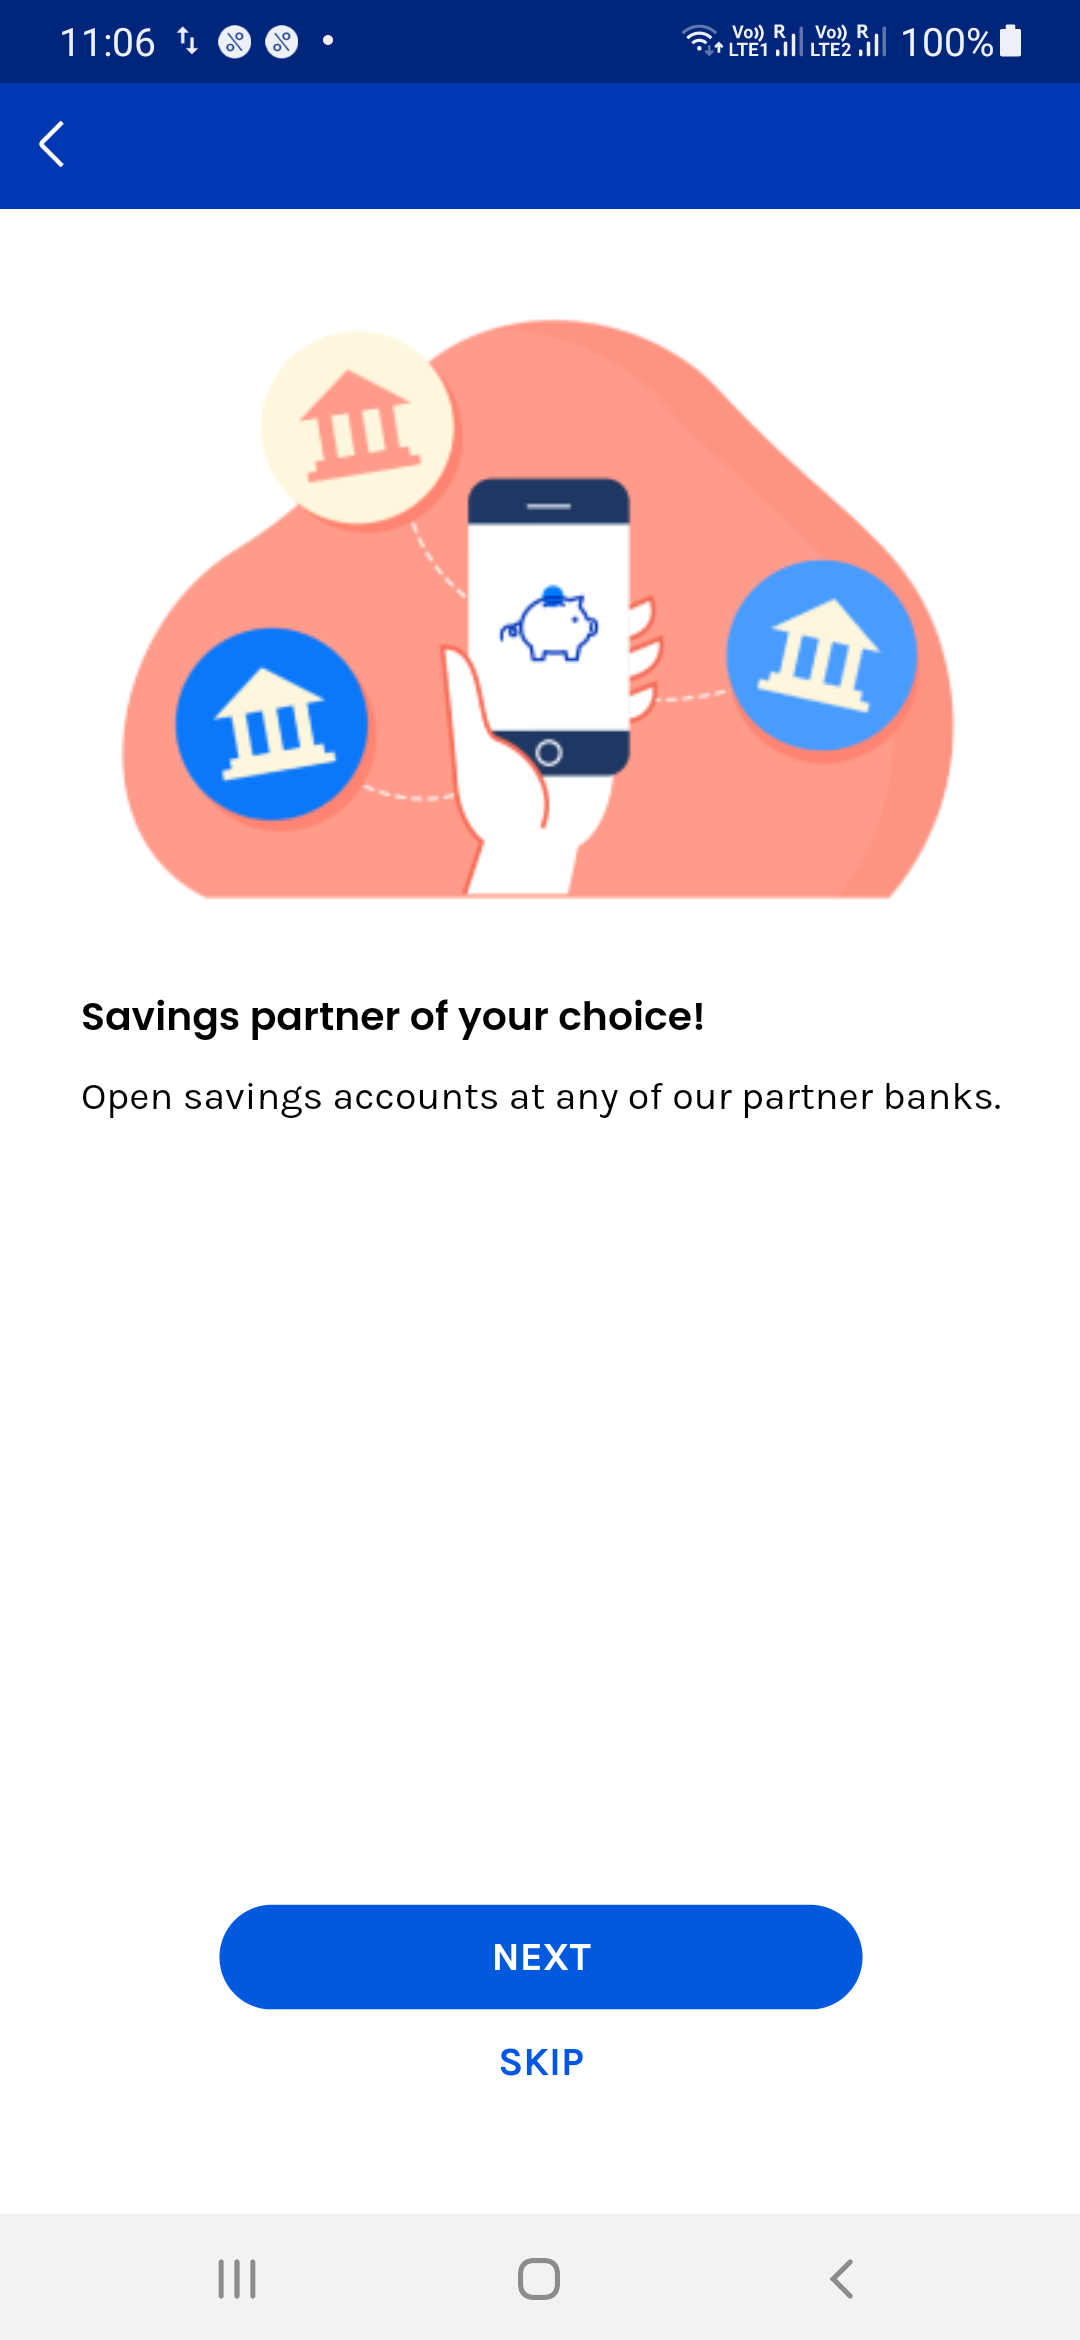 11:06 Vo)) LTE1 R Vo)) LTE2 R 100%
Savings partner of your choice!
Open savings accounts at any of our partner banks.
NEXT
SKIP